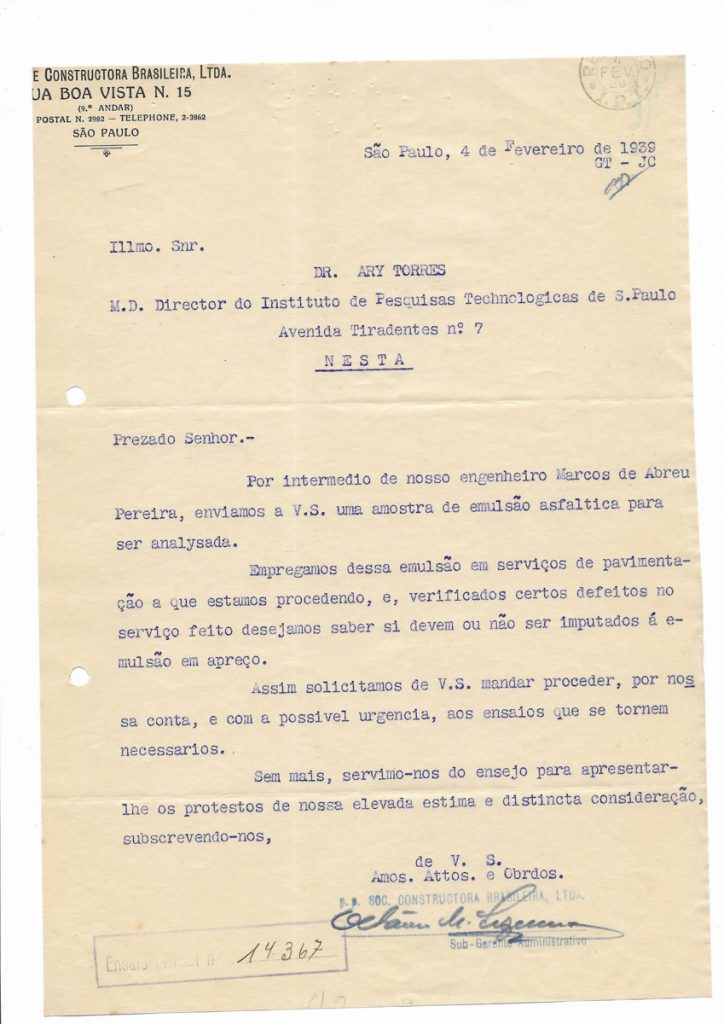 E CONSTRUCTORA BRASILEIRA, LTDA.
UA BOA VISTA N. 15
(9.º ANDAR)
POSTAL N. 2982 — TELEPHONE, 2-3862
SÃO PAULO
FEV
São Paulo, 4 de Fevereiro de 1939
GT - JC
Illmo. Snr.
DR. ARY TORRES
M.D. Director do Instituto de Pesquisas Technologicas de S.Paulo
Avenida Tiradentes nº 7
NESTA
Prezado Senhor.-
Por intermedio de nosso engenheiro Marcos de Abreu
Pereira, enviamos a V.S. uma amostra de emulsão asfaltica para
ser analysada.
Empregamos dessa emulsão em serviços de pavimenta-
ção a que estamos procedendo, e, verificados certos defeitos no
serviço feito desejamos saber si devem ou não ser imputados á e-
mulsão em apreço.
Assim solicitamos de V.S. mandar proceder, por nos
sa conta, e com a possivel urgencia, aos ensaios que se tornem
necessarios.
Sem mais, servimo-nos do ensejo para apresentar-
lhe os protestos de nossa elevada estima e distincta consideração,
subscrevendo-nos,
de V. S.
Amos. Attos. e Obrdos.
p. p. SOC. CONSTRUCTORA BRASILEIRA, LTDA.
Sub-Gerente Administrativo
Ensaio Official n.º 14.367